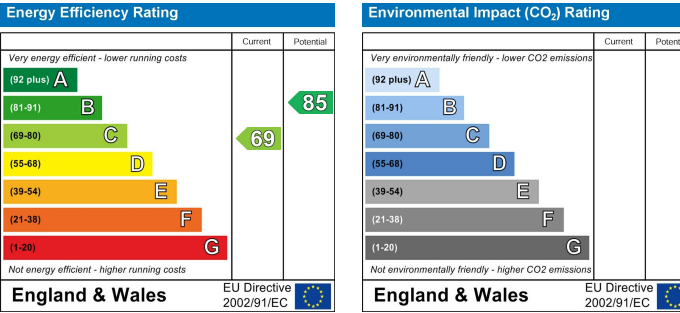 Energy Efficiency Rating
Current Potential
Very energy efficient - lower running costs
(92 plus) A
(81-91) B
85
(69-80) C
69
(55-68) D
(39-54) E
(21-38) F
(1-20) G
Not energy efficient - higher running costs
England & Wales
EU Directive
2002/91/EC
Environmental Impact (CO₂) Rating
Current Potent
Very environmentally friendly - lower CO2 emissions
(92 plus) A
(81-91) B
(69-80) C
(55-68) D
(39-54) E
(21-38) F
(1-20) G
Not environmentally friendly - higher CO2 emissions
England & Wales
EU Directive
2002/91/EC